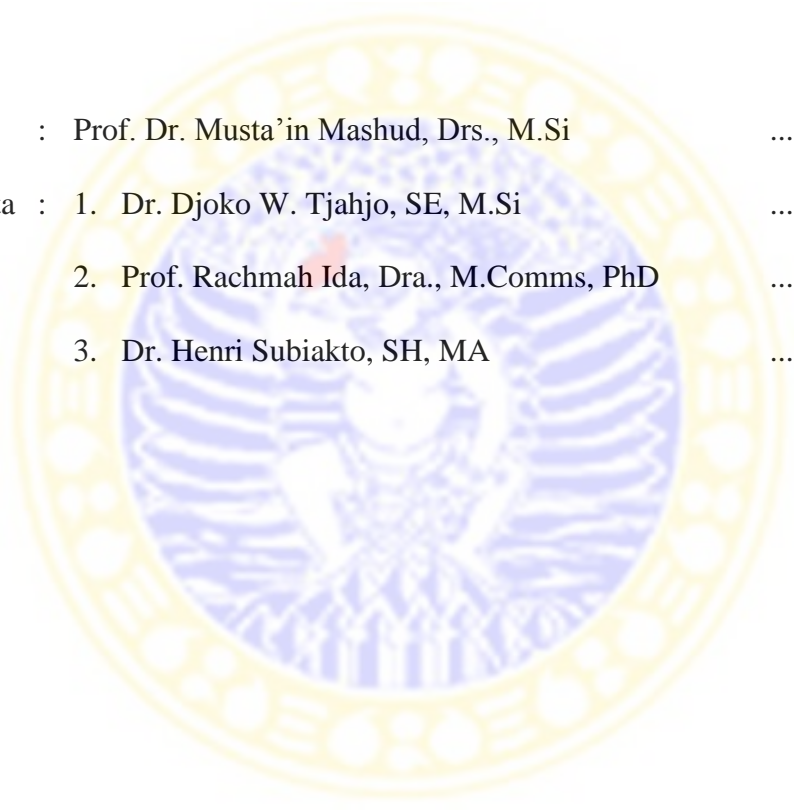 : Prof. Dr. Musta’in Mashud, Drs., M.Si ...
ta : 1. Dr. Djoko W. Tjahjo, SE, M.Si ...
2. Prof. Rachmah Ida, Dra., M.Comms, PhD ...
3. Dr. Henri Subiakto, SH, MA ...